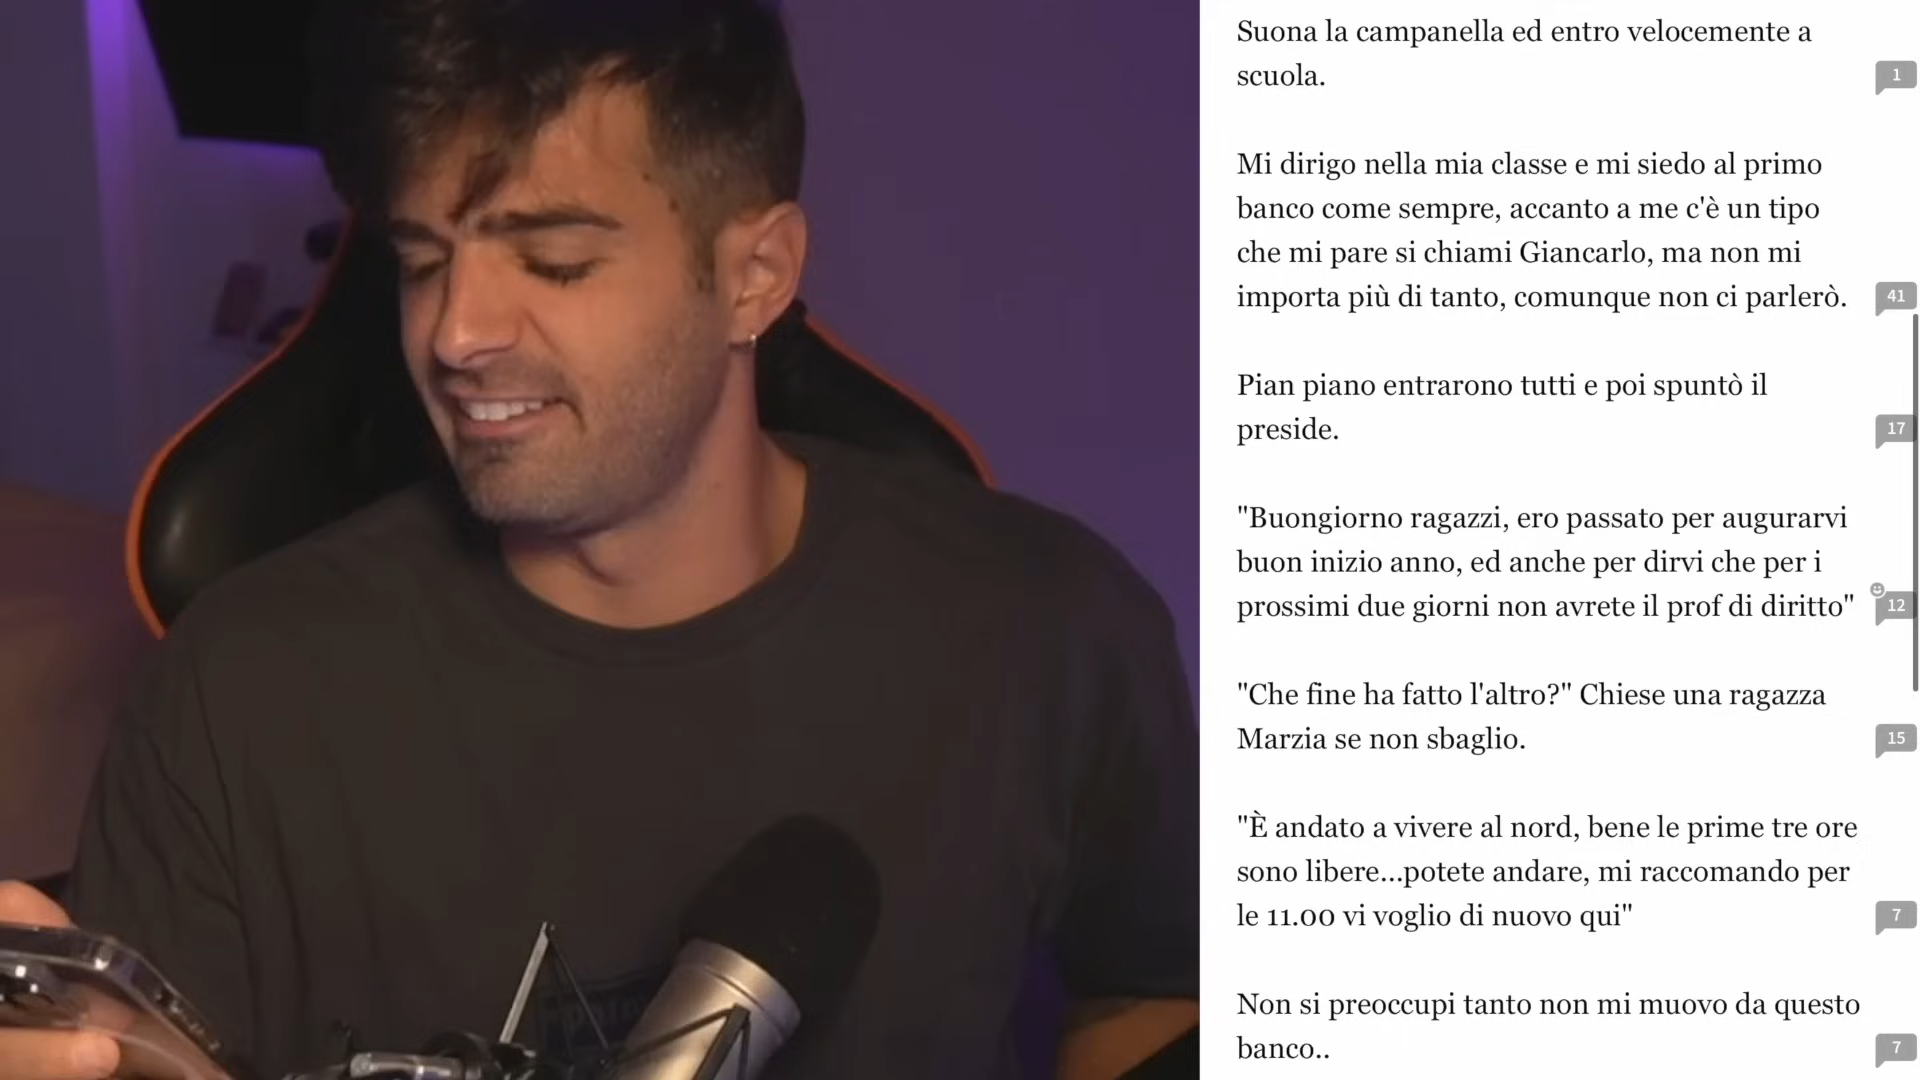 Suona la campanella ed entro velocemente a
scuola.
1
Mi dirigo nella mia classe e mi siedo al primo
banco come sempre, accanto a me c'è un tipo
che mi pare si chiami Giancarlo, ma non mi
importa più di tanto, comunque non ci parlerò.
41
Pian piano entrarono tutti e poi spuntò il
preside.
17
"Buongiorno ragazzi, ero passato per augurarvi
buon inizio anno, ed anche per dirvi che per i
prossimi due giorni non avrete il prof di diritto"
12
"Che fine ha fatto l'altro?" Chiese una ragazza
Marzia se non sbaglio.
15
"È andato a vivere al nord, bene le prime tre ore
sono libere...potete andare, mi raccomando per
le 11.00 vi voglio di nuovo qui"
7
Non si preoccupi tanto non mi muovo da questo
banco..
7